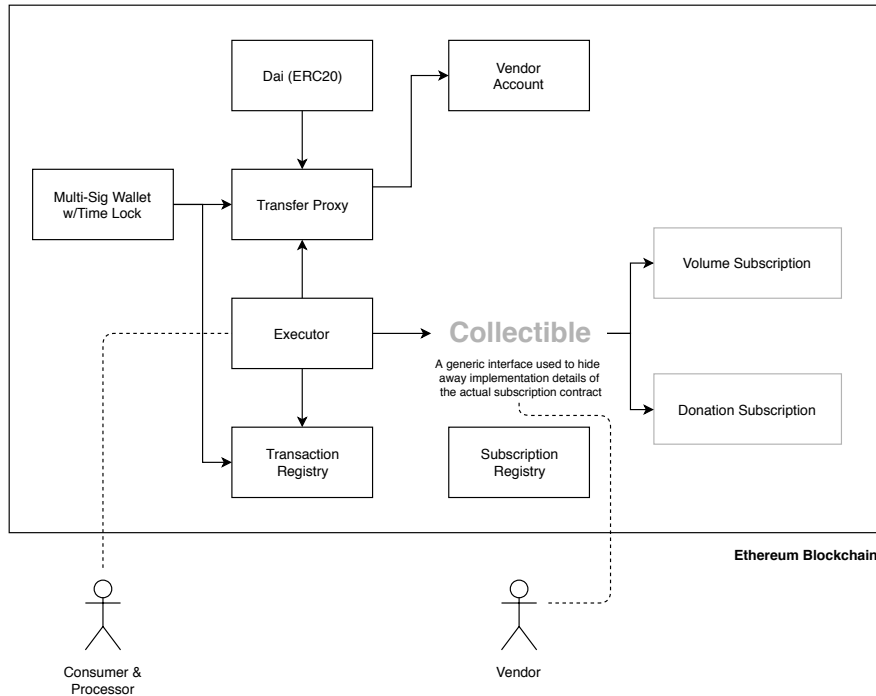 Dai (ERC20)
Vendor
Account
Multi-Sig Wallet
w/Time Lock
Transfer Proxy
Volume Subscription
Executor
Collectible
A generic interface used to hide
away implementation details of
the actual subscription contract
Donation Subscription
Transaction
Registry
Subscription
Registry
Ethereum Blockchain
Consumer &
Processor
Vendor